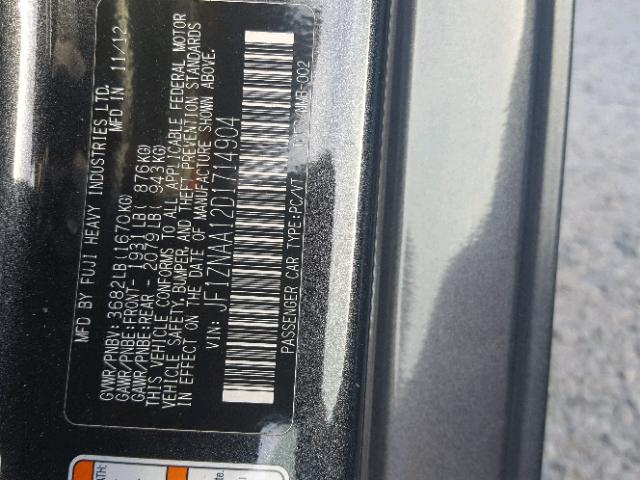 MFD BY FUJI HEAVY INDUSTRIES LTD.
MFD IN 11/12
GVWR/PNBV: 3682LB(1670KG)
GAWR/PNBE:FRONT- 1931LB( 876KG)
GAWR/PNBE:REAR - 2079LB( 943KG)
THIS VEHICLE CONFORMS TO ALL APPLICABLE FEDERAL MOTOR
VEHICLE SAFETY,BUMPER,AND THEFT PREVENTION STANDARDS
IN EFFECT ON THE DATE OF MANUFACTURE SHOWN ABOVE.
VIN: JF1ZNAA12D1714904
PASSENGER CAR TYPE:PC/VT